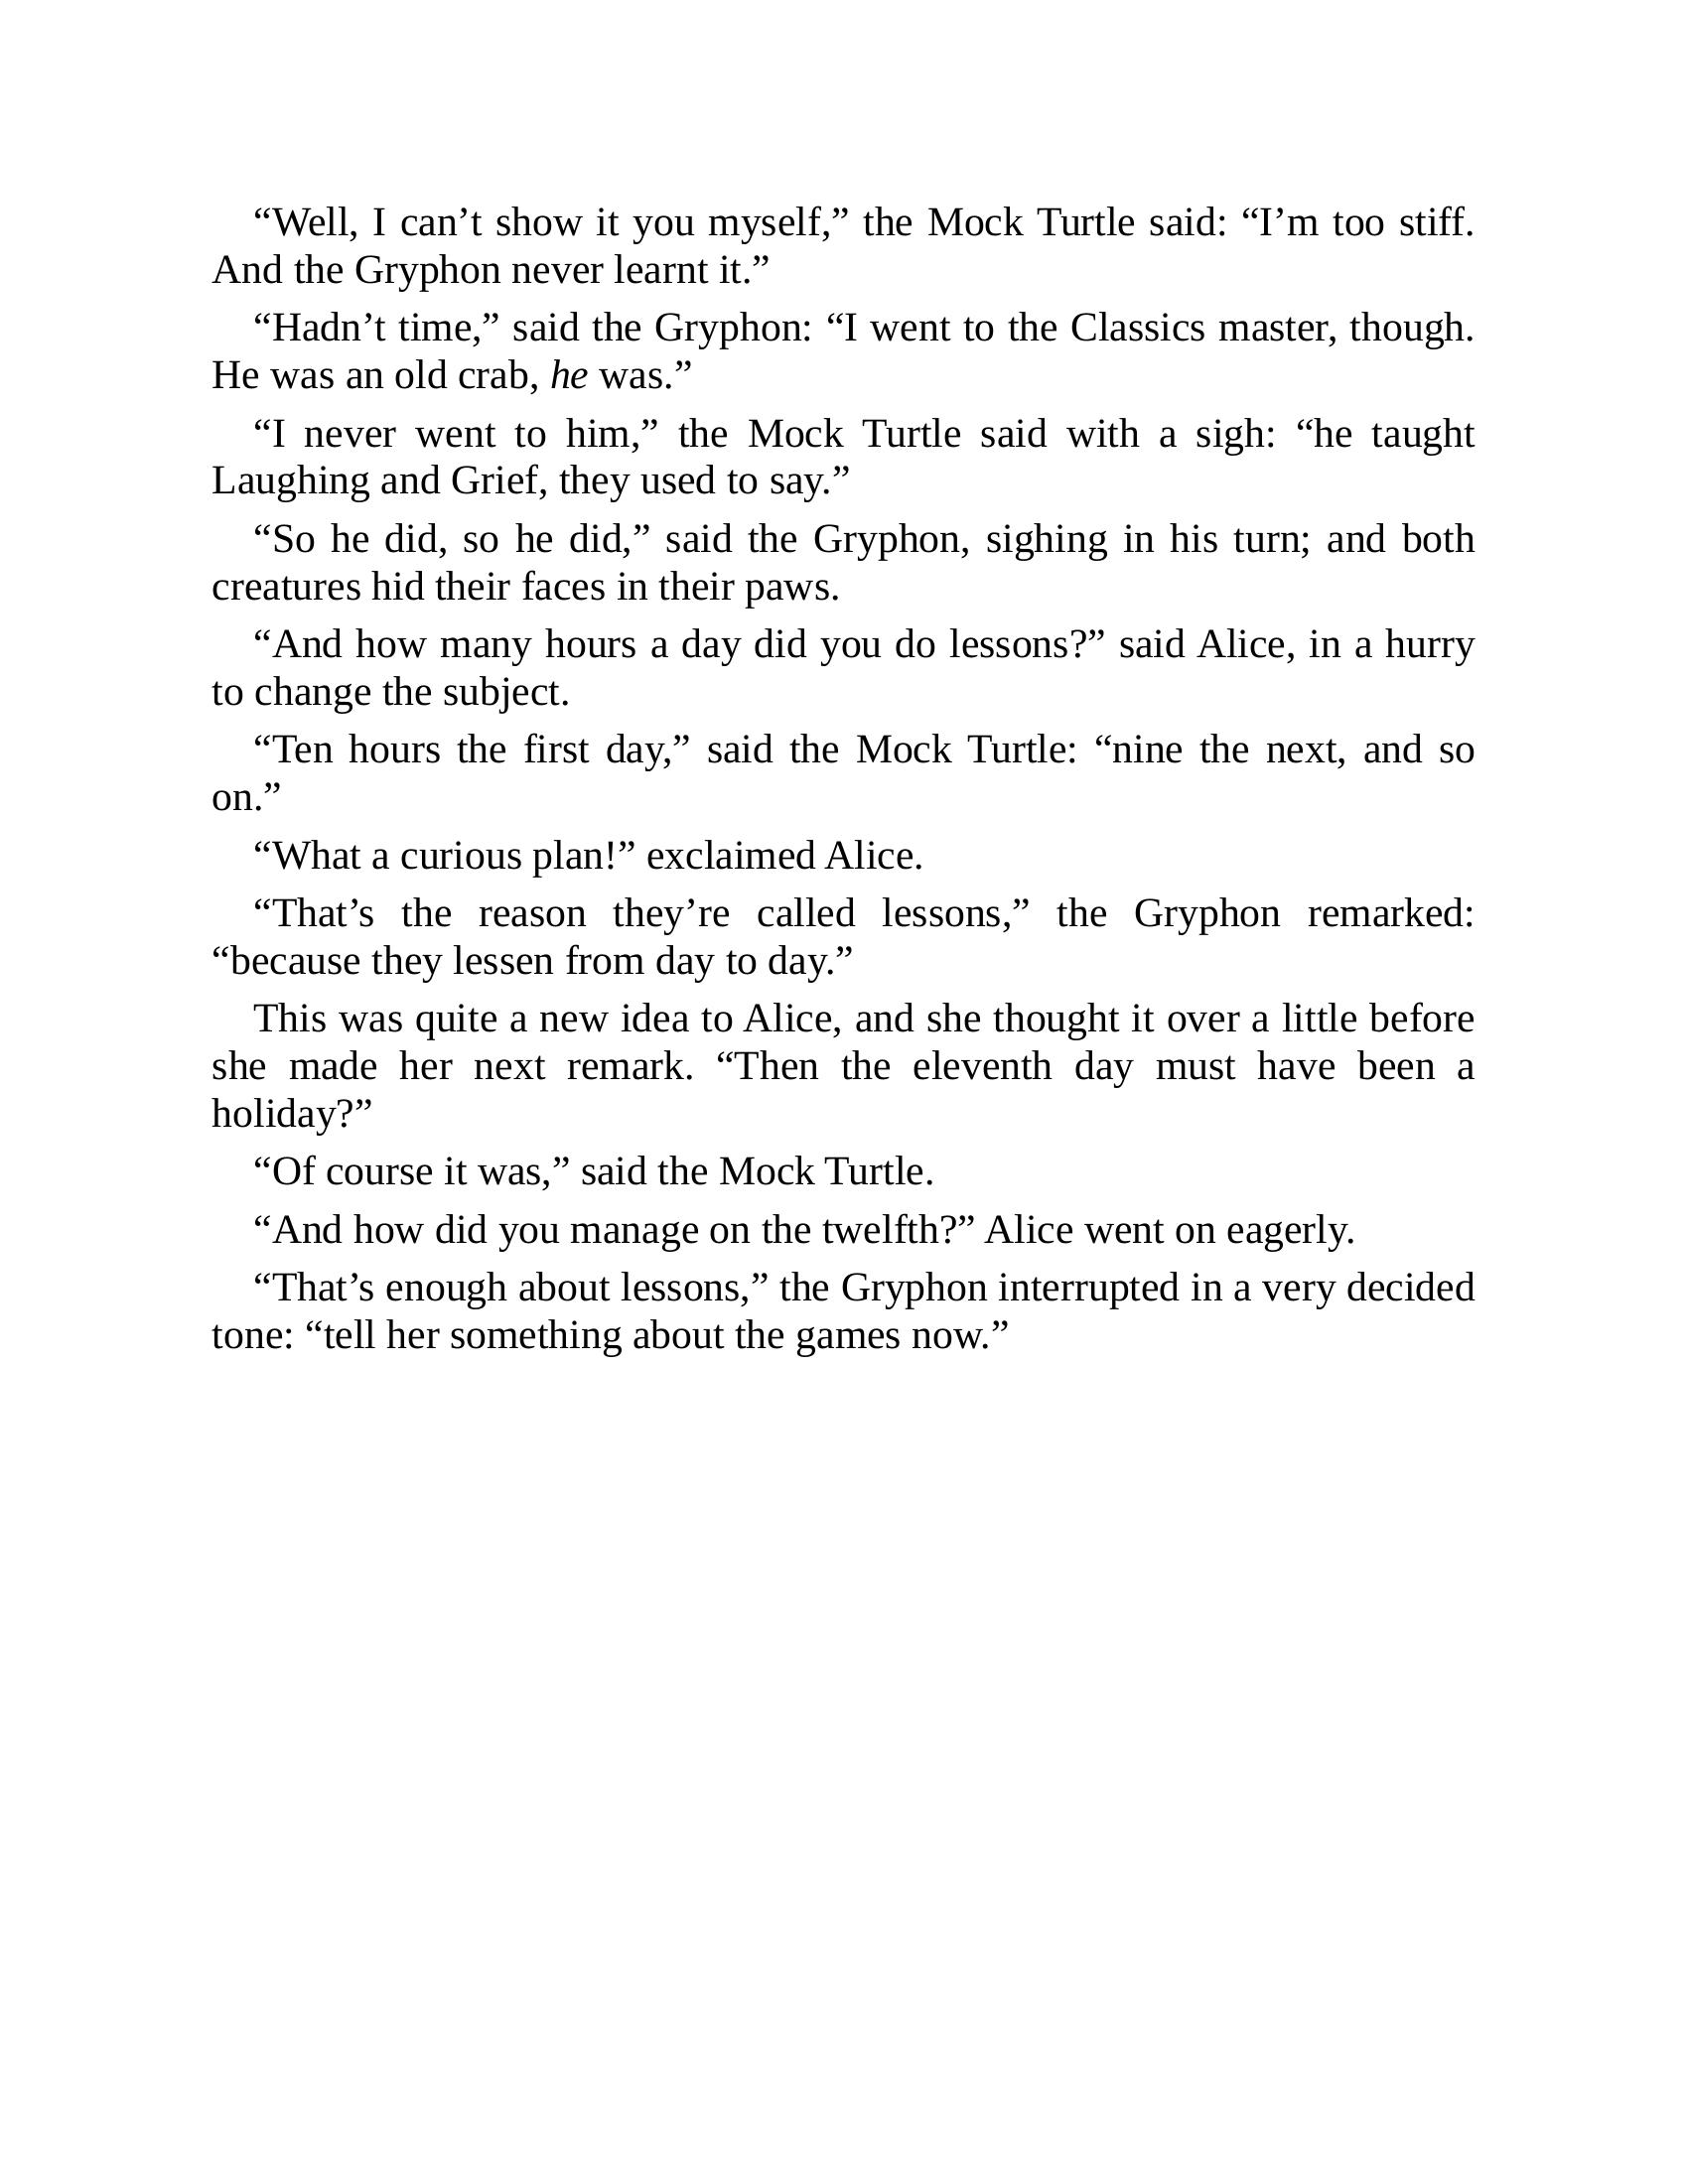 “Well, I can’t show it you myself,” the Mock Turtle said: “I’m too stiff.
And the Gryphon never learnt it.”
“Hadn’t time,” said the Gryphon: “I went to the Classics master, though.
He was an old crab, he was.”
“I never went to him,” the Mock Turtle said with a sigh: “he taught
Laughing and Grief, they used to say.”
“So he did, so he did,” said the Gryphon, sighing in his turn; and both
creatures hid their faces in their paws.
“And how many hours a day did you do lessons?” said Alice, in a hurry
to change the subject.
“Ten hours the first day,” said the Mock Turtle: “nine the next, and so
on.”
“What a curious plan!” exclaimed Alice.
“That’s the reason they’re called lessons,” the Gryphon remarked:
“because they lessen from day to day.”
This was quite a new idea to Alice, and she thought it over a little before
she made her next remark. “Then the eleventh day must have been a
holiday?”
“Of course it was,” said the Mock Turtle.
“And how did you manage on the twelfth?” Alice went on eagerly.
“That’s enough about lessons,” the Gryphon interrupted in a very decided
tone: “tell her something about the games now.”